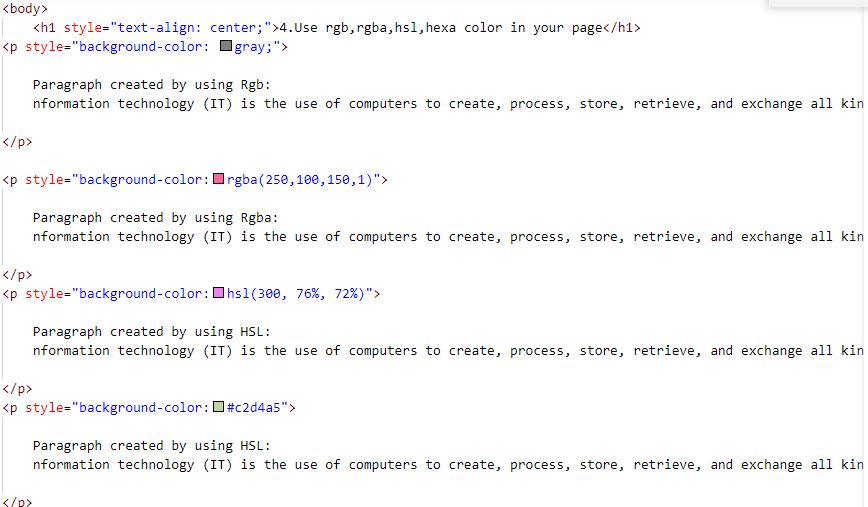 <body>
<h1 style="text-align: center;">4.Use rgb,rgba,hsl,hexa color in your page</h1>
<p style="background-color: gray;">
Paragraph created by using Rgb:
nformation technology (IT) is the use of computers to create, process, store, retrieve, and exchange all kin
</p>
<p style="background-color:rgba(250,100,150,1)">
Paragraph created by using Rgba:
nformation technology (IT) is the use of computers to create, process, store, retrieve, and exchange all kin
</p>
<p style="background-color:hsl(300, 76%, 72%)">
Paragraph created by using HSL:
nformation technology (IT) is the use of computers to create, process, store, retrieve, and exchange all kin
</p>
<p style="background-color:#c2d4a5">
Paragraph created by using HSL:
nformation technology (IT) is the use of computers to create, process, store, retrieve, and exchange all kin
</p>